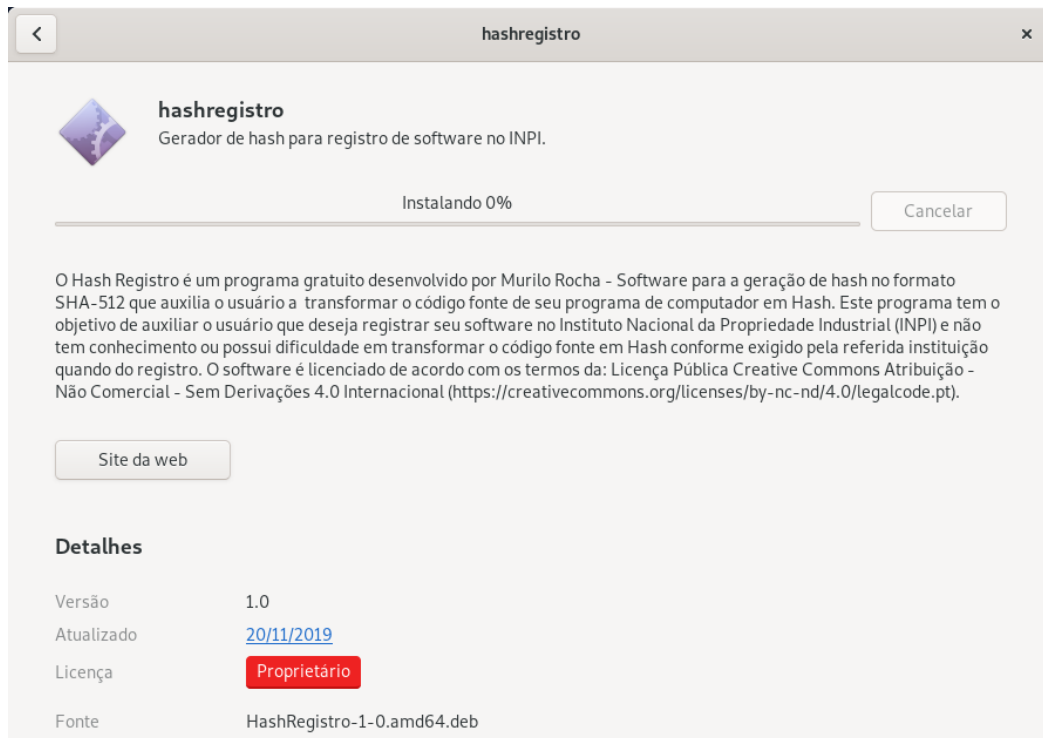 hashregistro
hashregistro
Gerador de hash para registro de software no INPI.
Instalando 0%
Cancelar
O Hash Registro é um programa gratuito desenvolvido por Murilo Rocha - Software para a geração de hash no formato
SHA-512 que auxilia o usuário a  transformar o código fonte de seu programa de computador em Hash. Este programa tem o
objetivo de auxiliar o usuário que deseja registrar seu software no Instituto Nacional da Propriedade Industrial (INPI) e não
tem conhecimento ou possui dificuldade em transformar o código fonte em Hash conforme exigido pela referida instituição
quando do registro. O software é licenciado de acordo com os termos da: Licença Pública Creative Commons Atribuição -
Não Comercial - Sem Derivações 4.0 Internacional (https://creativecommons.org/licenses/by-nc-nd/4.0/legalcode.pt).
Site da web
Detalhes
Versão 1.0
Atualizado 20/11/2019
Licença Proprietário
Fonte HashRegistro-1-0.amd64.deb